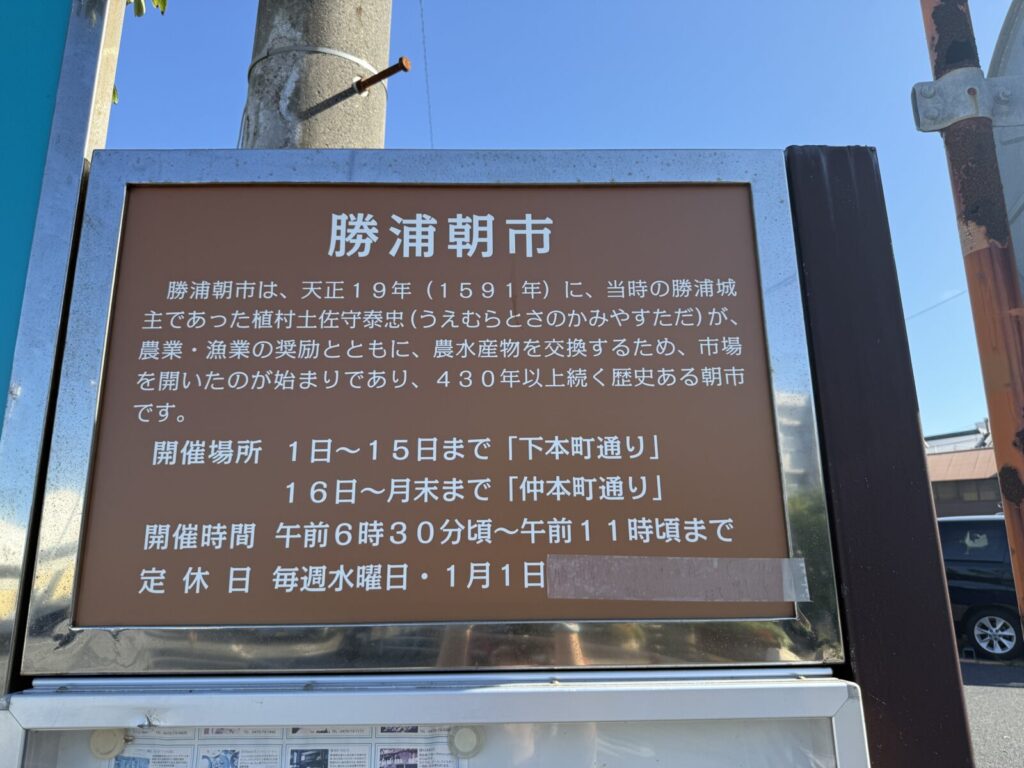 勝浦朝市
勝浦朝市は、天正19年（1591年）に、当時の勝浦城
主であった植村土佐守泰忠（うえむらとさのかみやすただ）が、
農業・漁業の奨励とともに、農水産物を交換するため、市場
を開いたのが始まりであり、430年以上続く歴史ある朝市
です。
開催場所　1日～15日まで「下本町通り」
16日～月末まで「仲本町通り」
開催時間　午前6時30分頃～午前11時頃まで
定休日　毎週水曜日・1月1日